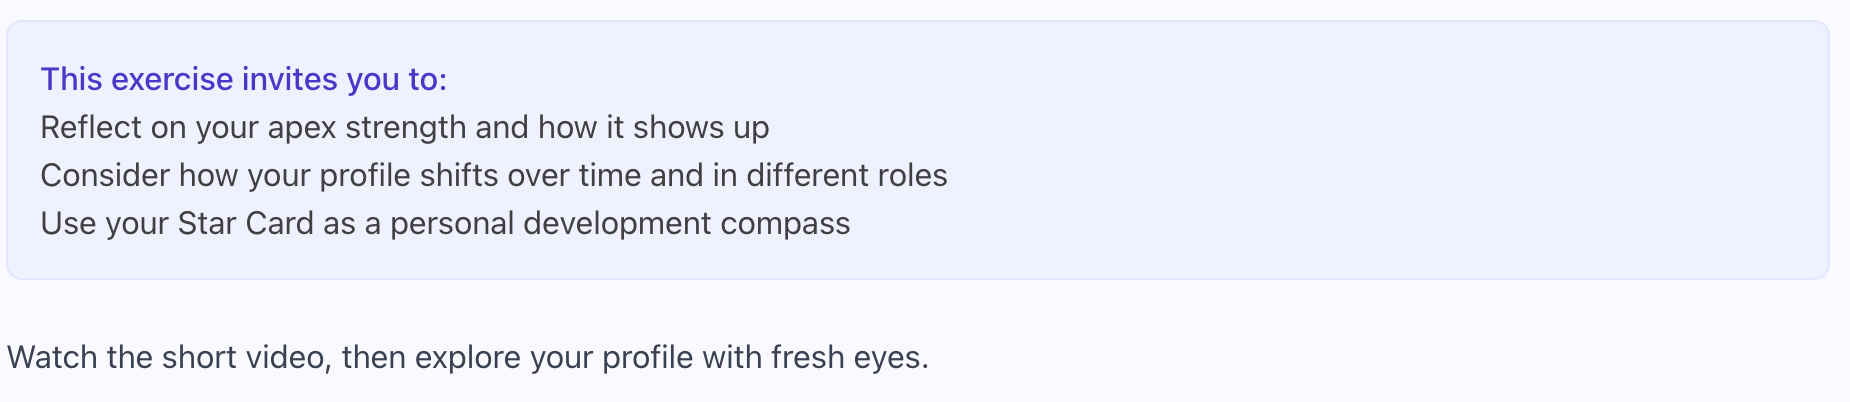 This exercise invites you to:
Reflect on your apex strength and how it shows up
Consider how your profile shifts over time and in different roles
Use your Star Card as a personal development compass
Watch the short video, then explore your profile with fresh eyes.